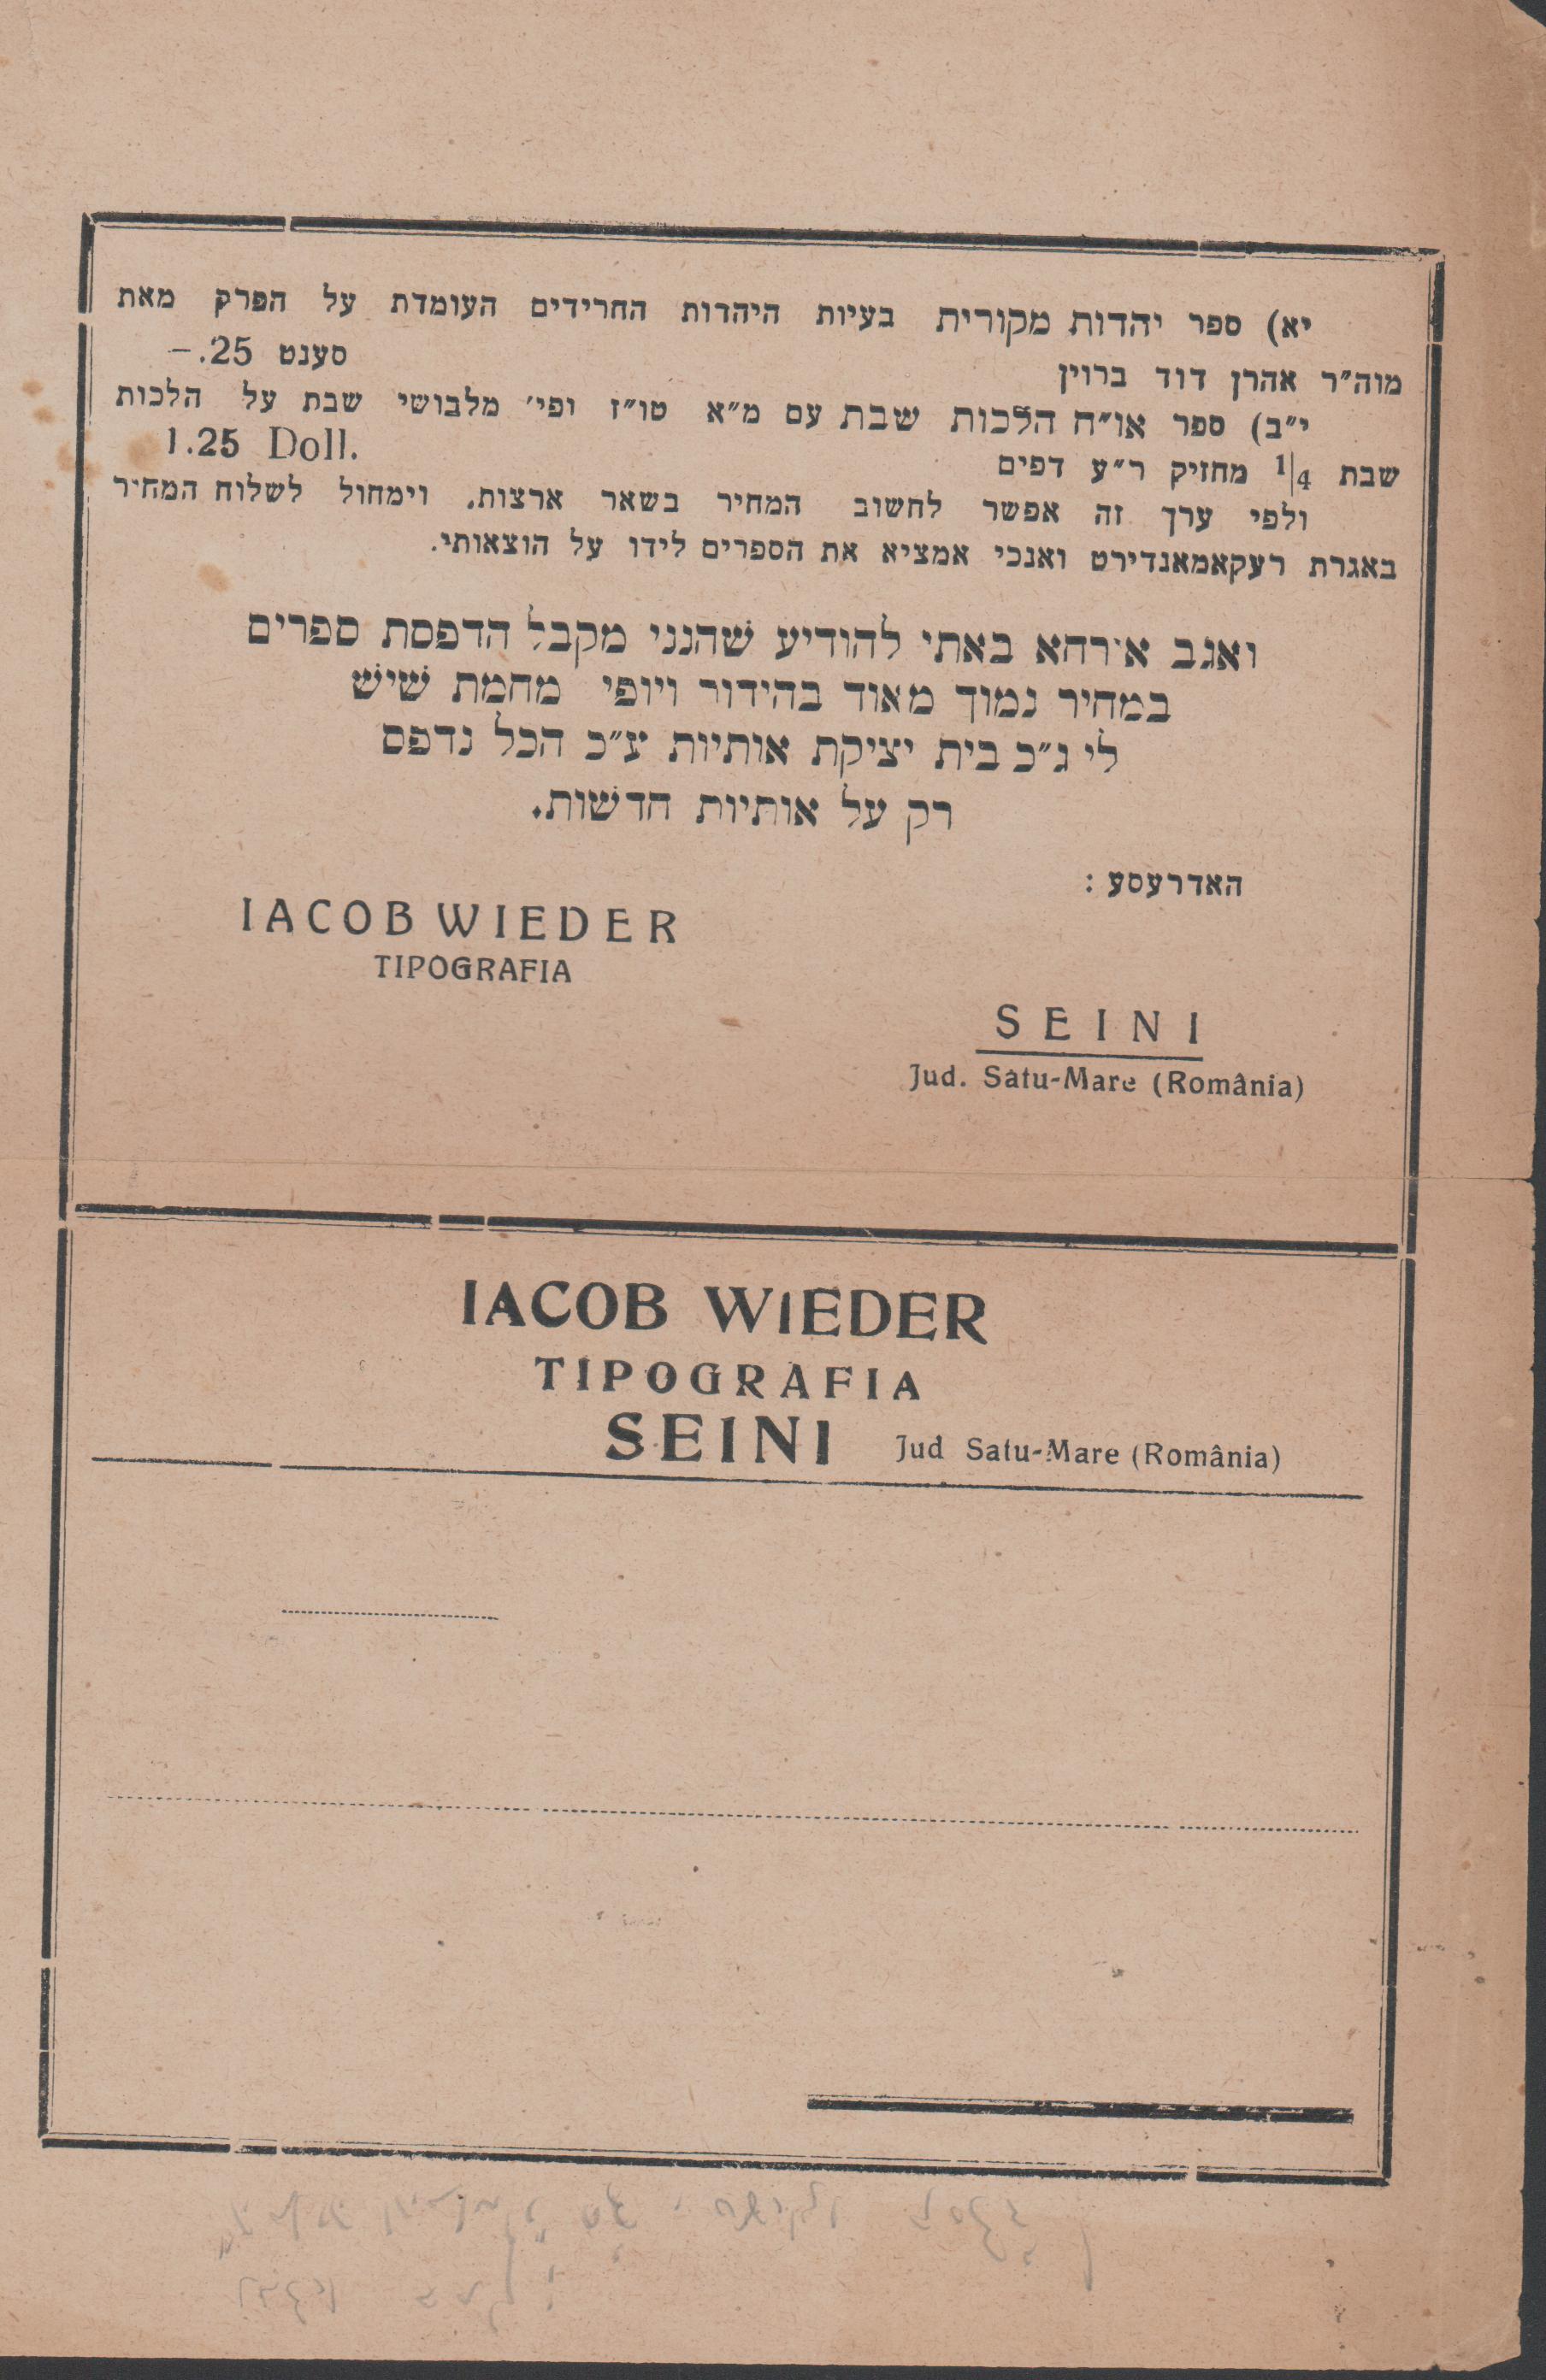 יא) ספר יהדות מקורית בעיות היהדות החרידים העומדת על הפרק מאת
מוה״ר אהרן דוד ברוין סענט 25.—
י״ב) ספר או״ח הלכות שבת עם מ״א טו״ז ופי׳ מלבושי שבת על הלכות
שבת 1/4 מחזיק ר״ע דפים 1.25 Doll.
ולפי ערך זה אפשר לחשוב המחיר בשאר ארצות. וימחול לשלוח המחיר
באגרת רעקאמאנדירט ואנכי אמציא את הספרים לידו על הוצאותי.
ואגב אירחא באתי להודיע שהנני מקבל הדפסת ספרים
במחיר נמוך מאוד בהידור ויופי מחמת שיש
לי ג״כ בית יציקת אותיות ע״כ הכל נדפס
רק על אותיות חדשות.
האדרעסע :
IACOB WIEDER
TIPOGRAFIA
SEINI
Jud. Satu-Mare (România)
IACOB WIEDER
TIPOGRAFIA
SEINI Jud Satu-Mare (România)